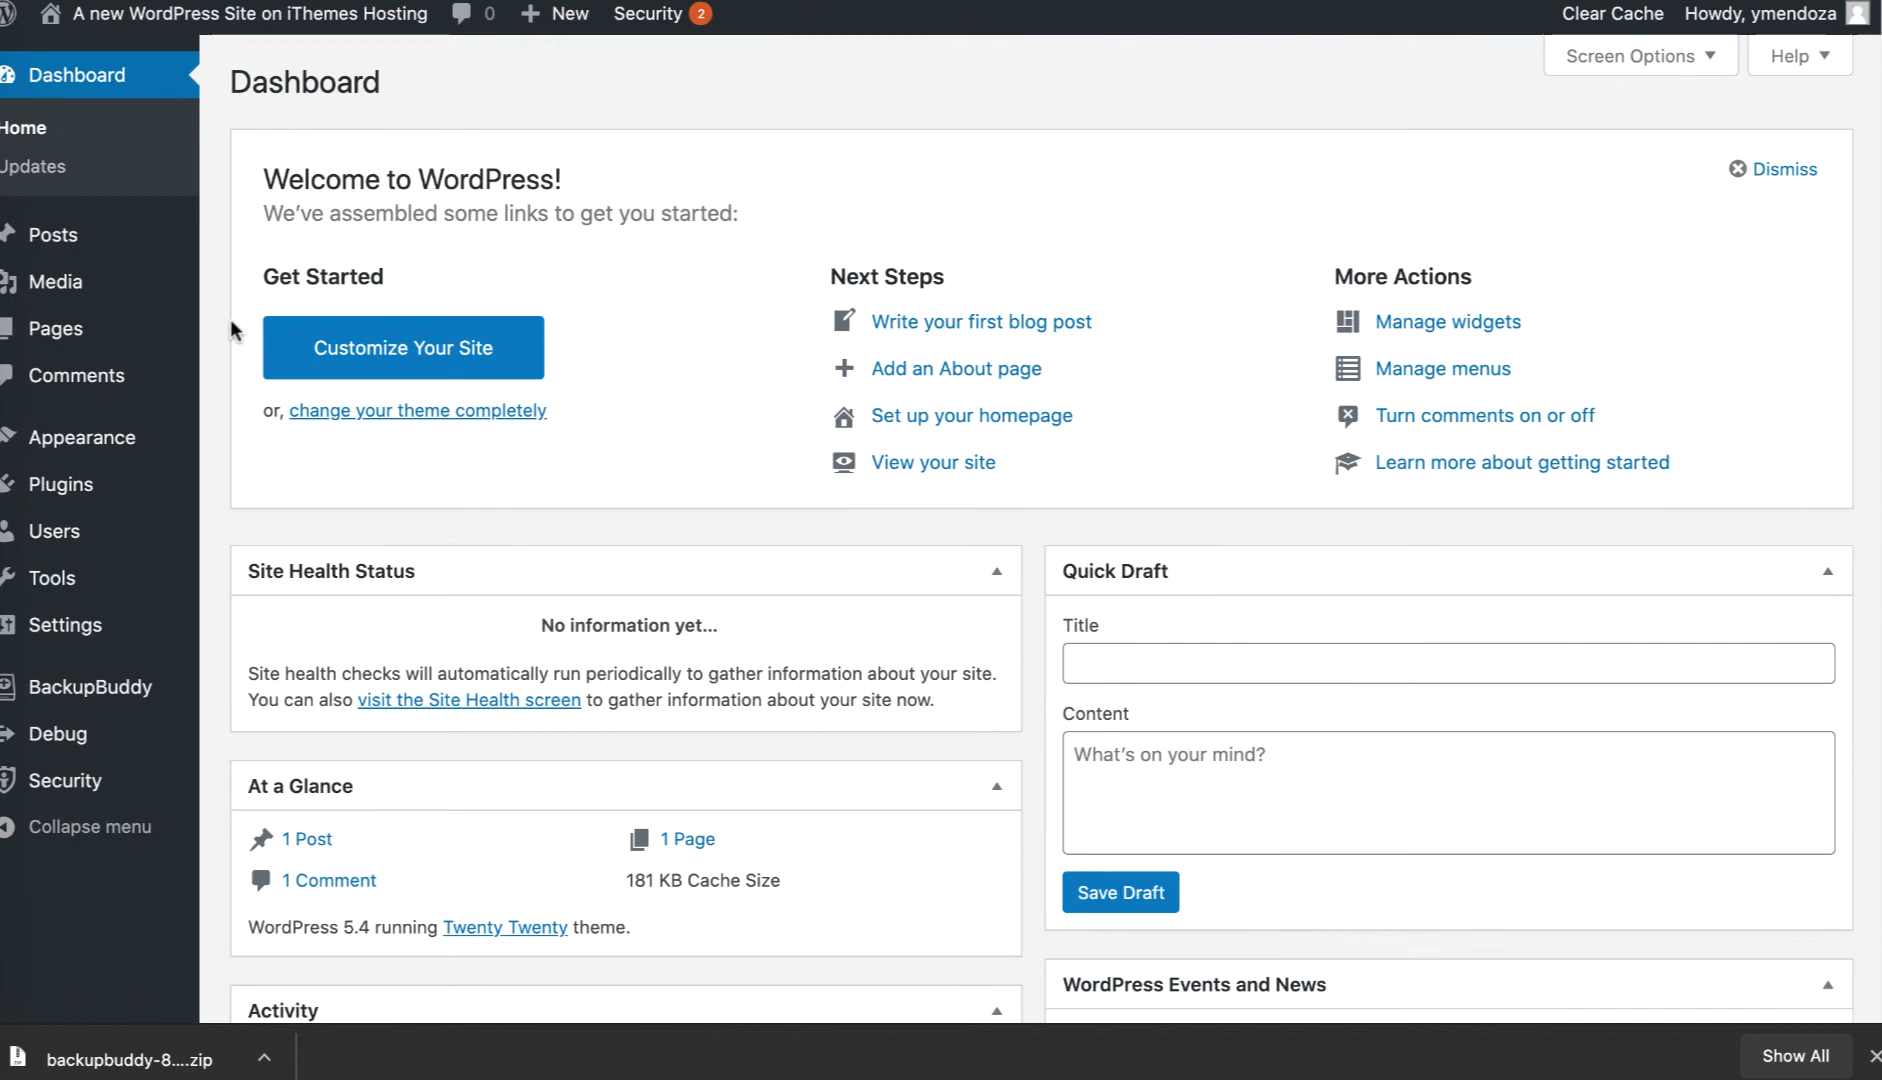 A new WordPress Site on iThemes Hosting
0
New
Security 2
Clear Cache
Howdy, ymendoza
Dashboard
Home
Updates
Posts
Media
Pages
Comments
Appearance
Plugins
Users
Tools
Settings
BackupBuddy
Debug
Security
Collapse menu
Dashboard
Screen Options
Help
Welcome to WordPress!
We’ve assembled some links to get you started:
Dismiss
Get Started
Customize Your Site
or, change your theme completely
Next Steps
Write your first blog post
Add an About page
Set up your homepage
View your site
More Actions
Manage widgets
Manage menus
Turn comments on or off
Learn more about getting started
Site Health Status
No information yet...
Site health checks will automatically run periodically to gather information about your site.
You can also visit the Site Health screen to gather information about your site now.
At a Glance
1 Post
1 Page
1 Comment
181 KB Cache Size
WordPress 5.4 running Twenty Twenty theme.
Activity
Quick Draft
Title
Content
What’s on your mind?
Save Draft
WordPress Events and News
backupbuddy-8....zip
Show All